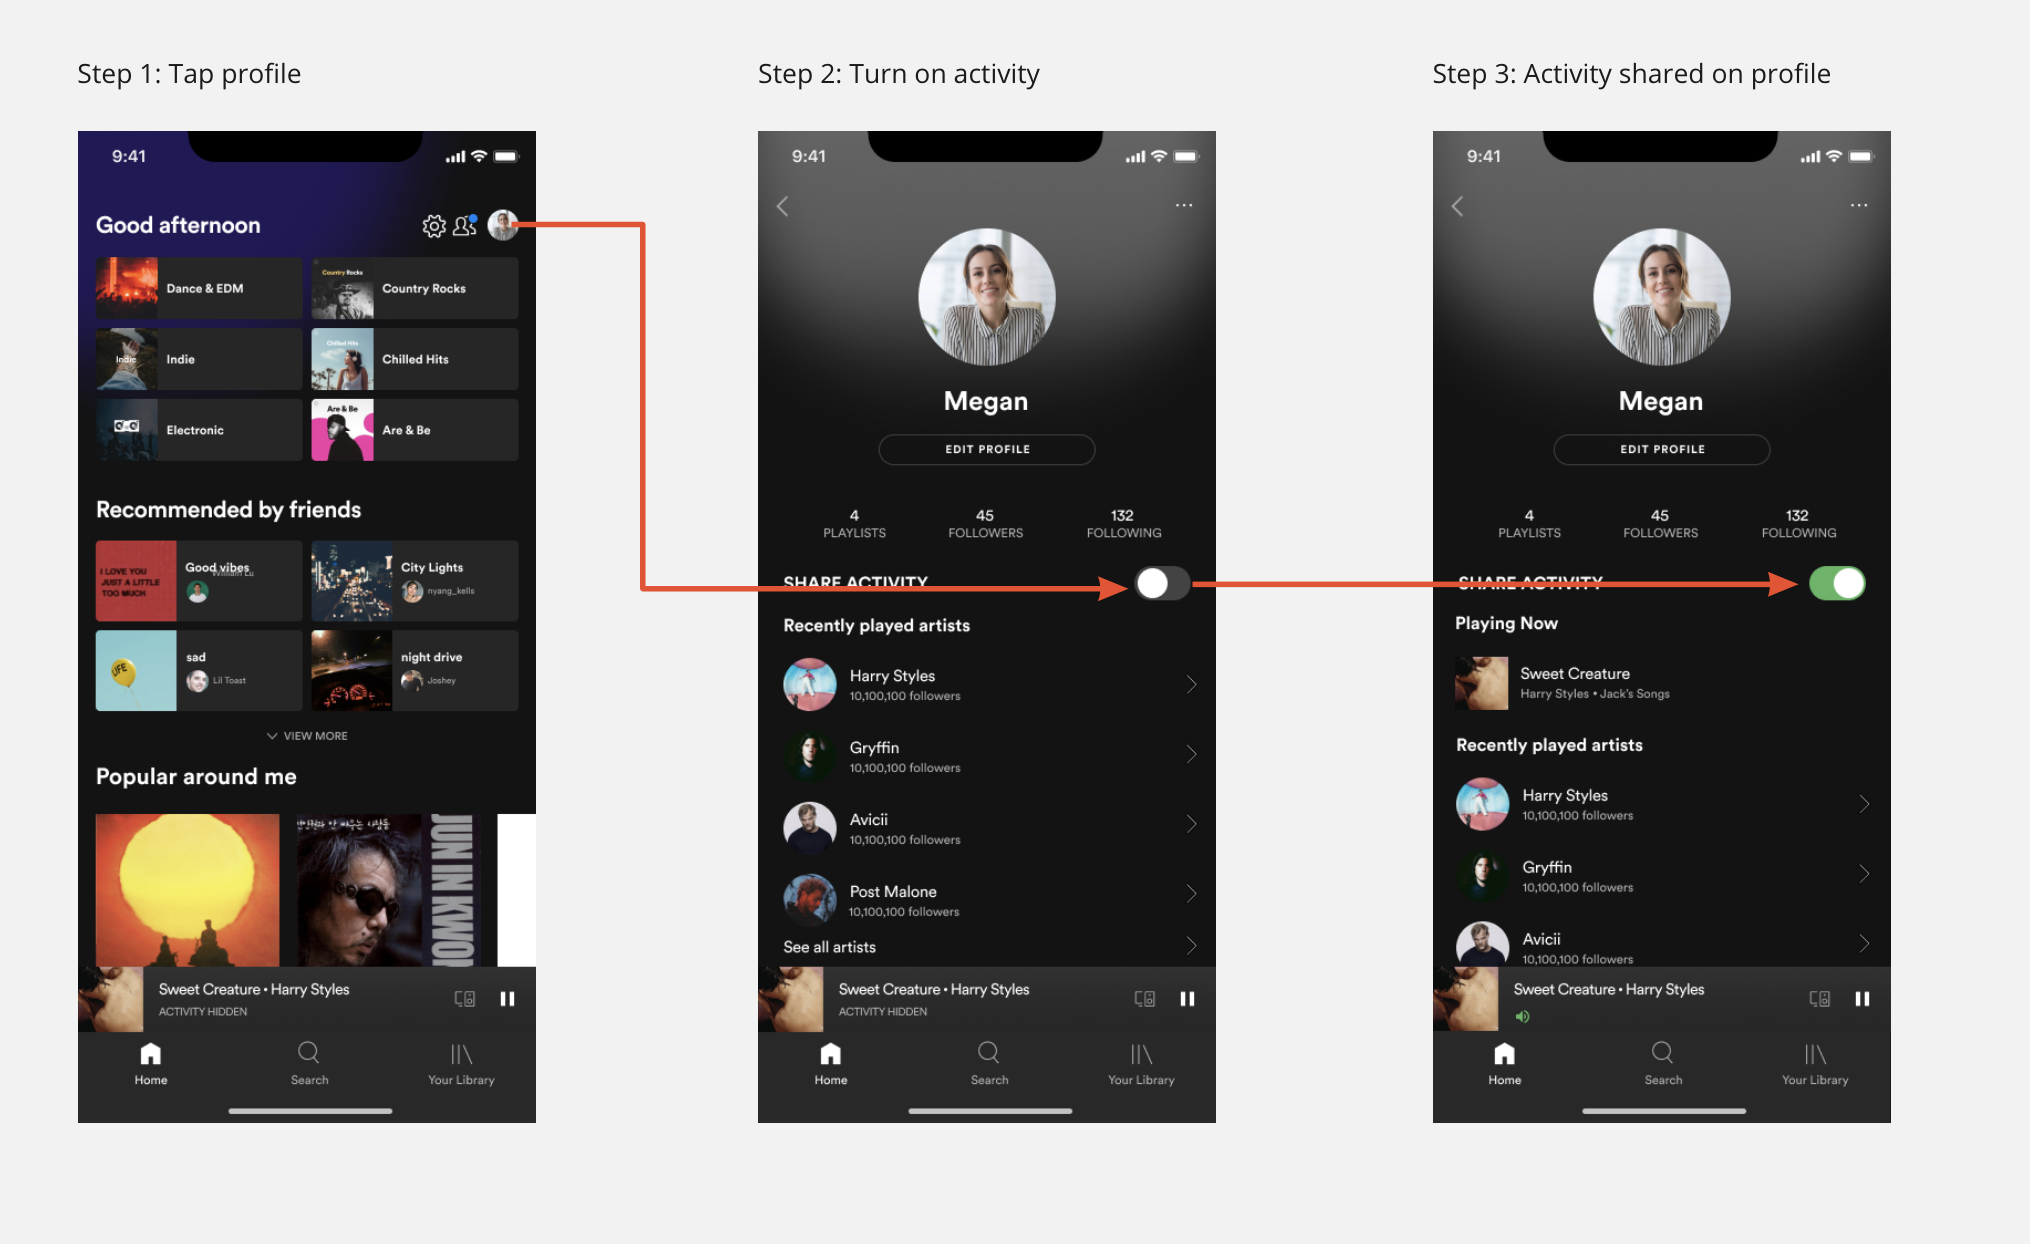 Step 1: Tap profile
9:41
Good afternoon
Dance & EDM
Country Rocks
Country Rocks
Indie
Indie
Chilled Hits
Chilled Hits
Electronic
Are & Be
Are & Be
Recommended by friends
I LOVE YOU
JUST A LITTLE
TOO MUCH
Good vibes
William Lu
City Lights
nyang_kells
LIFE
sad
Lil Toast
night drive
Joshey
VIEW MORE
Popular around me
JUN IN KWON
Sweet Creature • Harry Styles
ACTIVITY HIDDEN
Home
Search
Your Library
Step 2: Turn on activity
9:41
Megan
EDIT PROFILE
4
PLAYLISTS
45
FOLLOWERS
132
FOLLOWING
SHARE ACTIVITY
Recently played artists
Harry Styles
10,100,100 followers
Gryffin
10,100,100 followers
Avicii
10,100,100 followers
Post Malone
10,100,100 followers
See all artists
Sweet Creature • Harry Styles
ACTIVITY HIDDEN
Home
Search
Your Library
Step 3: Activity shared on profile
9:41
Megan
EDIT PROFILE
4
PLAYLISTS
45
FOLLOWERS
132
FOLLOWING
SHARE ACTIVITY
Playing Now
Sweet Creature
Harry Styles • Jack's Songs
Recently played artists
Harry Styles
10,100,100 followers
Gryffin
10,100,100 followers
Avicii
10,100,100 followers
Sweet Creature • Harry Styles
Home
Search
Your Library